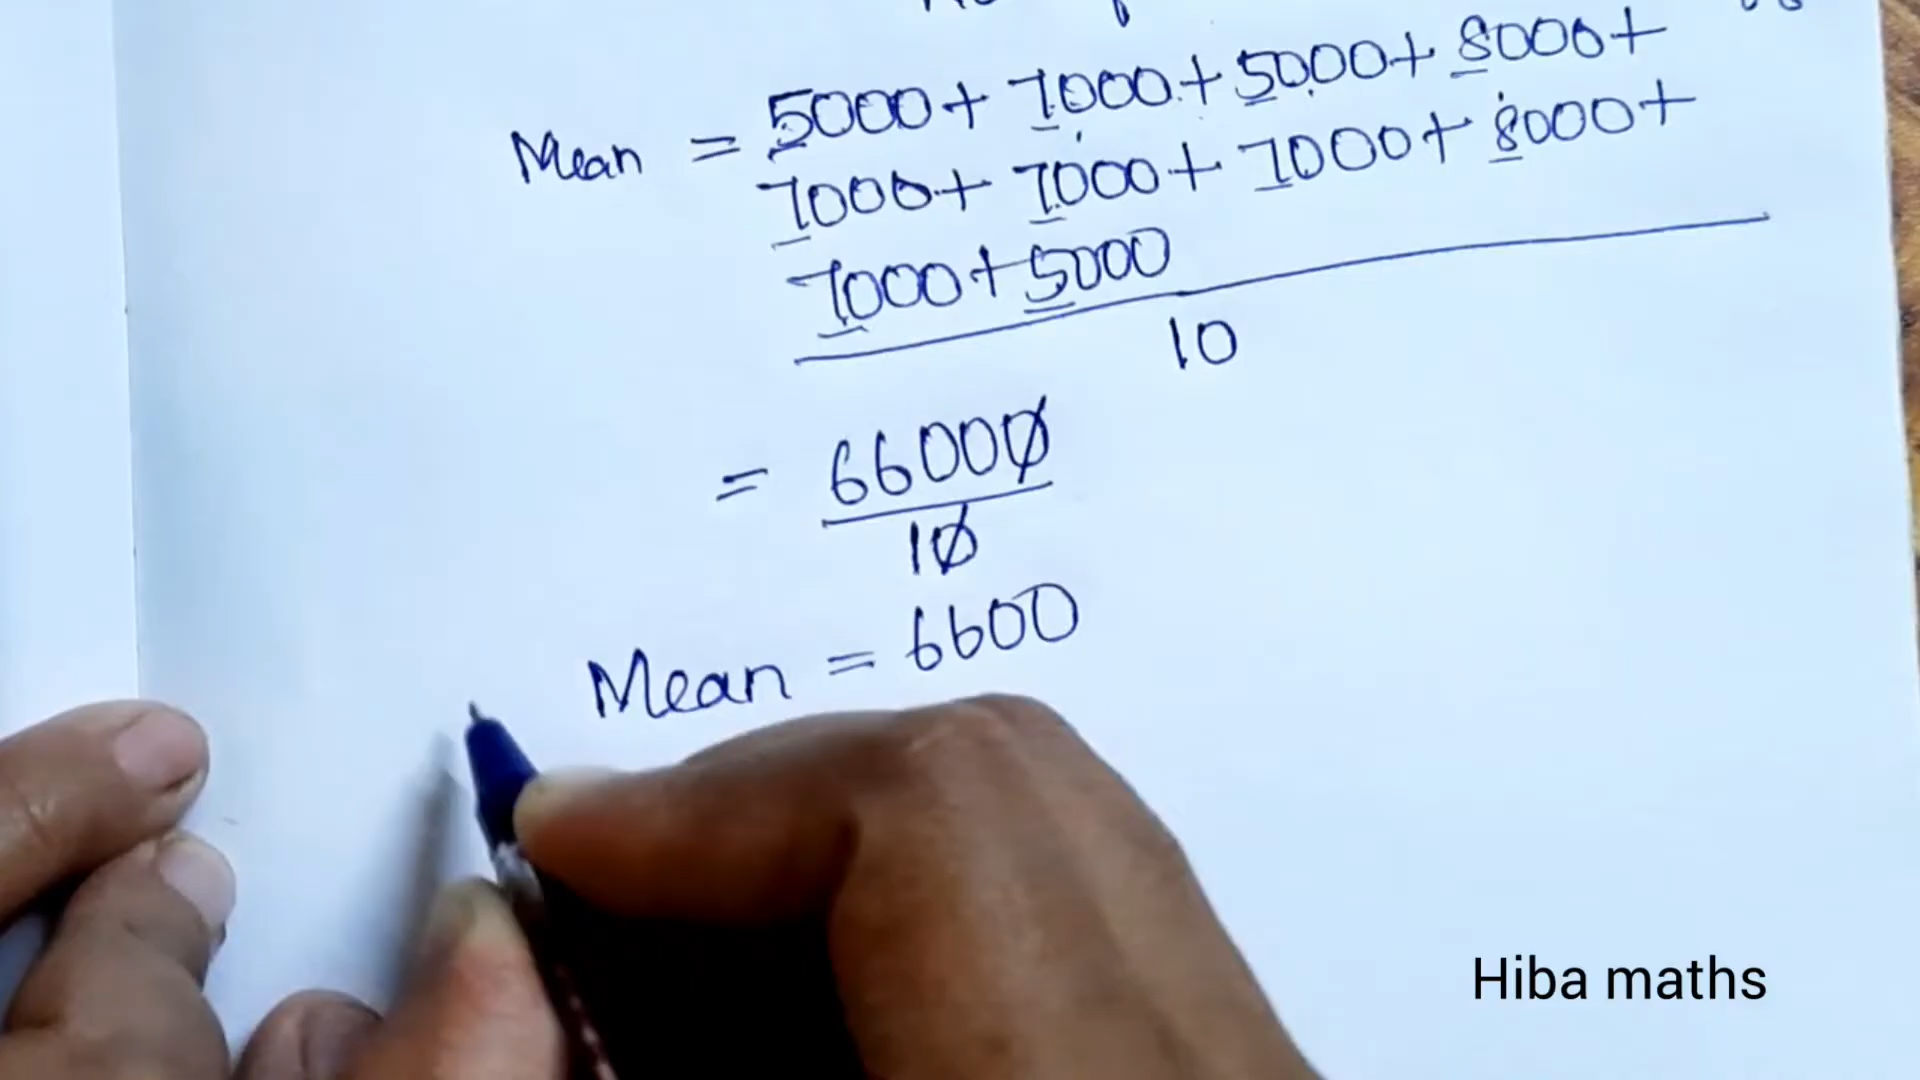 Mean = 5000+ 7000+5000+ 8000+
7000+ 7000+ 7000+ 8000+
7000+5000
10
= 66000
10
Mean = 6600
Hiba maths